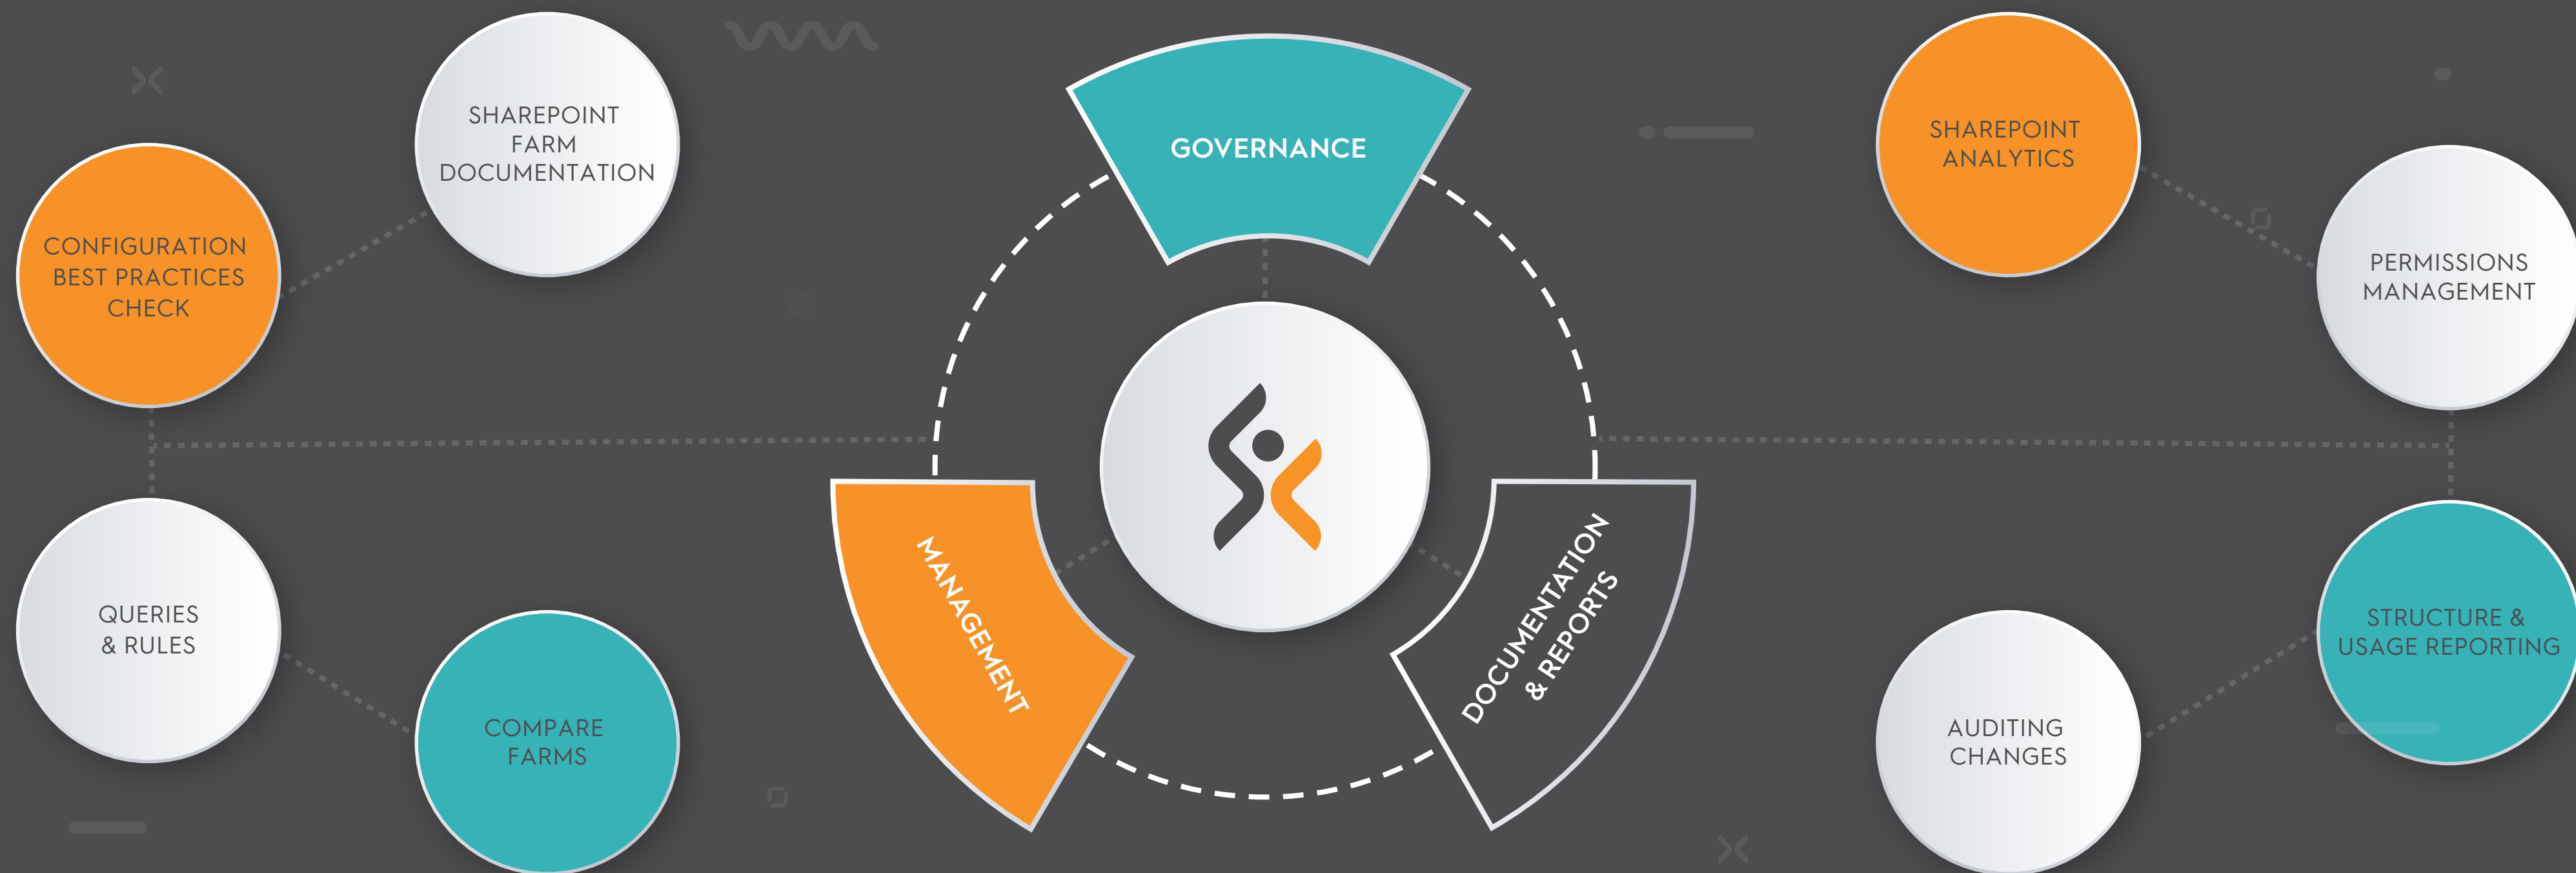 SHAREPOINT
FARM
DOCUMENTATION
CONFIGURATION
BEST PRACTICES
CHECK
QUERIES
& RULES
COMPARE
FARMS
GOVERNANCE
MANAGEMENT
DOCUMENTATION
& REPORTS
SHAREPOINT
ANALYTICS
PERMISSIONS
MANAGEMENT
STRUCTURE &
USAGE REPORTING
AUDITING
CHANGES